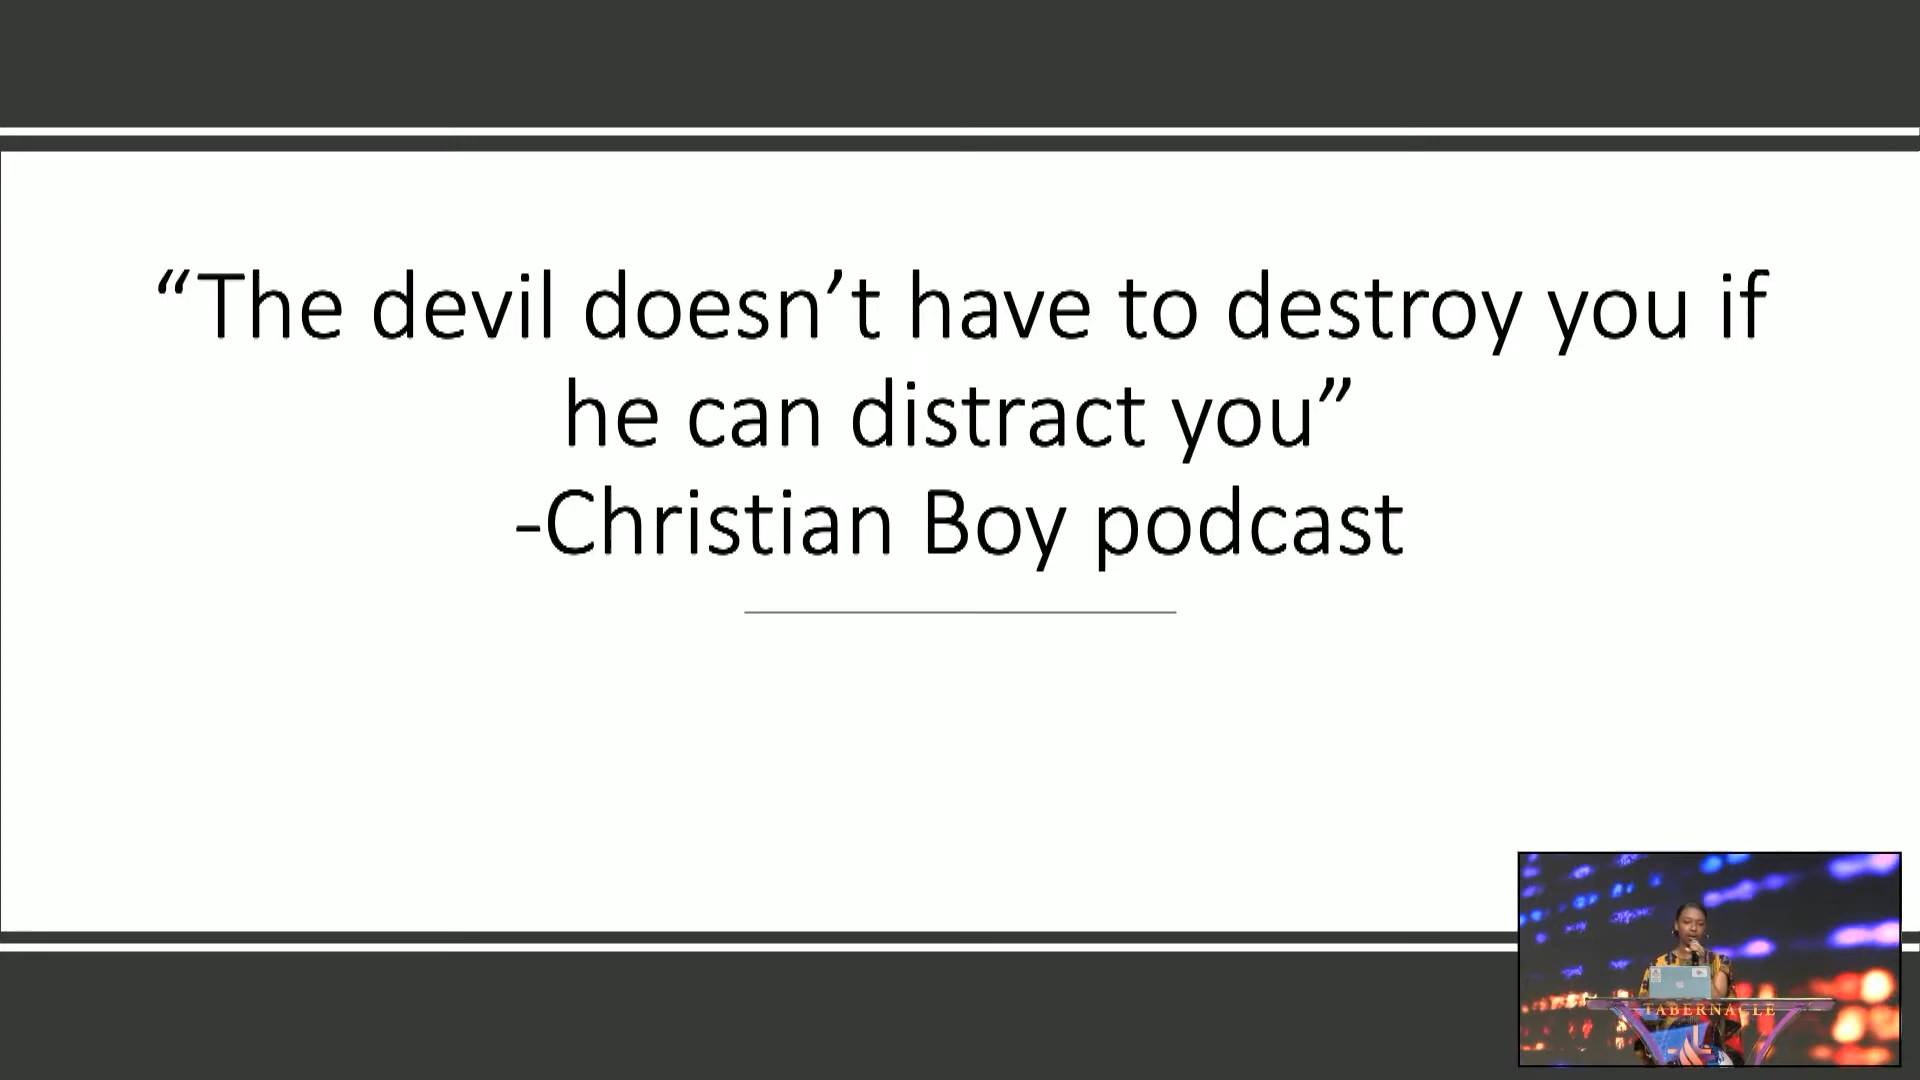 “The devil doesn’t have to destroy you if
he can distract you”
-Christian Boy podcast
TABERNACLE